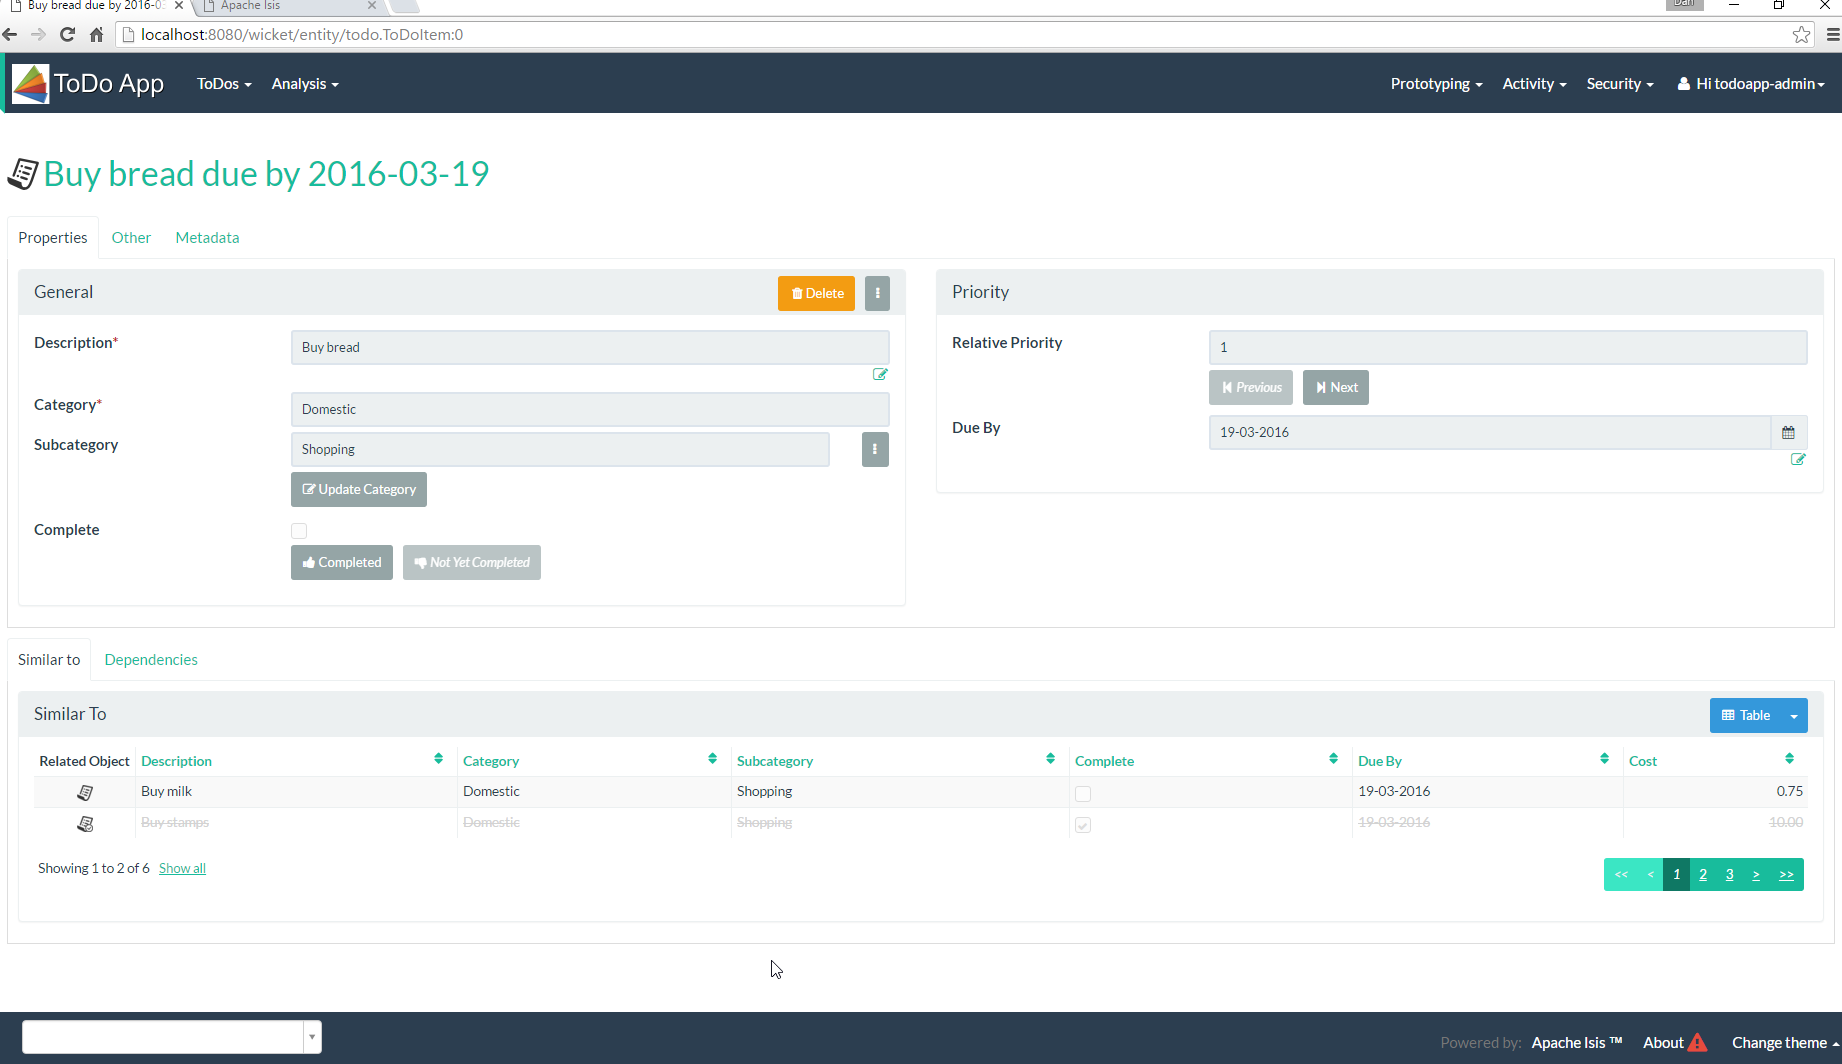 Buy bread due by 2016-03
Apache Isis
Dan
localhost:8080/wicket/entity/todo.ToDoItem:0
ToDo App ToDos Analysis Prototyping Activity Security Hi todoapp-admin
Buy bread due by 2016-03-19
Properties Other Metadata
General Delete
Description* Buy bread
Category* Domestic
Subcategory Shopping
Update Category
Complete
Completed Not Yet Completed
Priority
Relative Priority 1
Previous Next
Due By 19-03-2016
Similar to Dependencies
Similar To Table
Related Object Description Category Subcategory Complete Due By Cost
Buy milk Domestic Shopping 19-03-2016 0.75
Buy stamps Domestic Shopping 19-03-2016 10.00
Showing 1 to 2 of 6 Show all << < 1 2 3 > >>
Powered by: Apache Isis ™ About Change theme